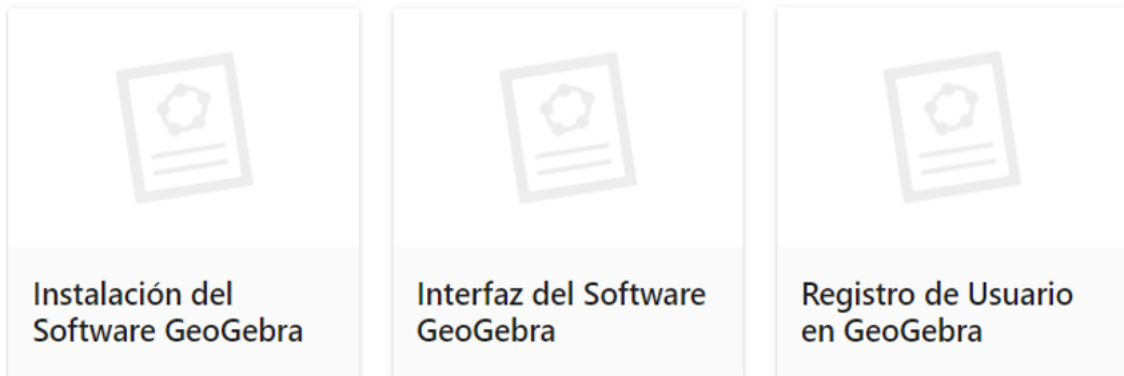 Instalación del
Software GeoGebra
Interfaz del Software
GeoGebra
Registro de Usuario
en GeoGebra